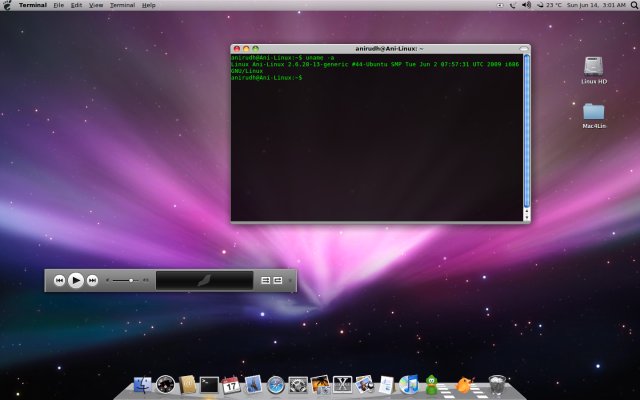 Terminal File Edit View Terminal Help
23 °C Sun Jun 14, 3:01 AM
anirudh@Ani-Linux: ~
anirudh@Ani-Linux:~$ uname -a
Linux Ani-Linux 2.6.28-13-generic #44-Ubuntu SMP Tue Jun 2 07:57:31 UTC 2009 i686
GNU/Linux
anirudh@Ani-Linux:~$
Linux HD
Mac4Lin
17